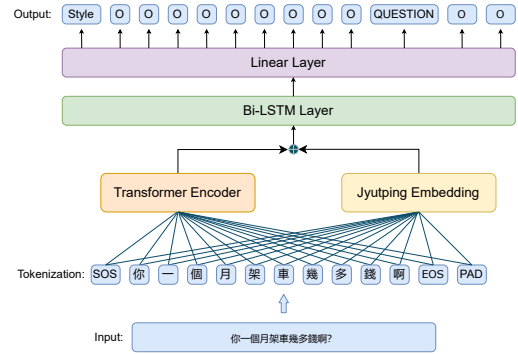 Output: Style O O O O O O O O O O QUESTION O O
Linear Layer
Bi-LSTM Layer
Transformer Encoder Jyutping Embedding
Tokenization: SOS 你 一 個 月 架 車 幾 多 錢 啊 EOS PAD
Input: 你一個月架車幾多錢啊?